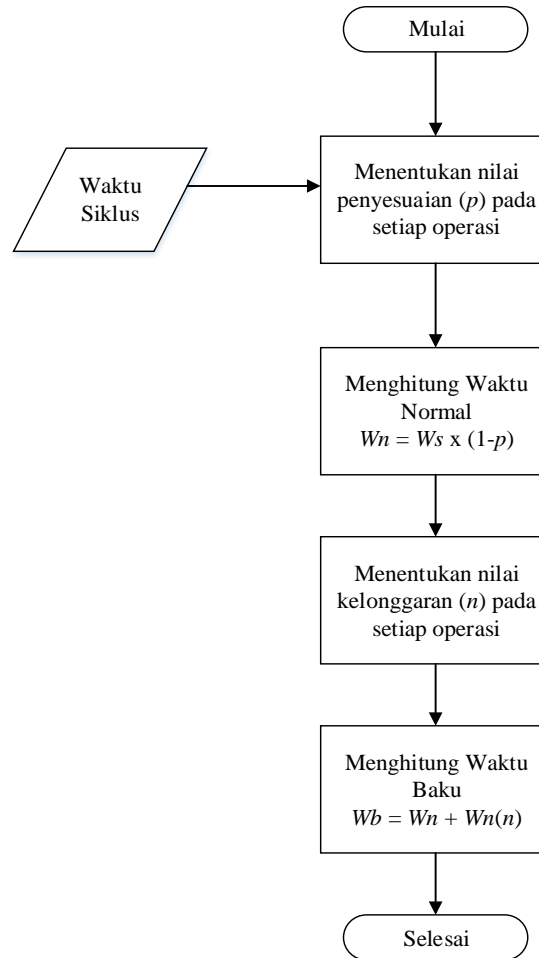 Mulai
Waktu
Siklus
Menentukan nilai
penyesuaian (p) pada
setiap operasi
Menghitung Waktu
Normal
Wn = Ws x (1-p)
Menentukan nilai
kelonggaran (n) pada
setiap operasi
Menghitung Waktu
Baku
Wb = Wn + Wn(n)
Selesai